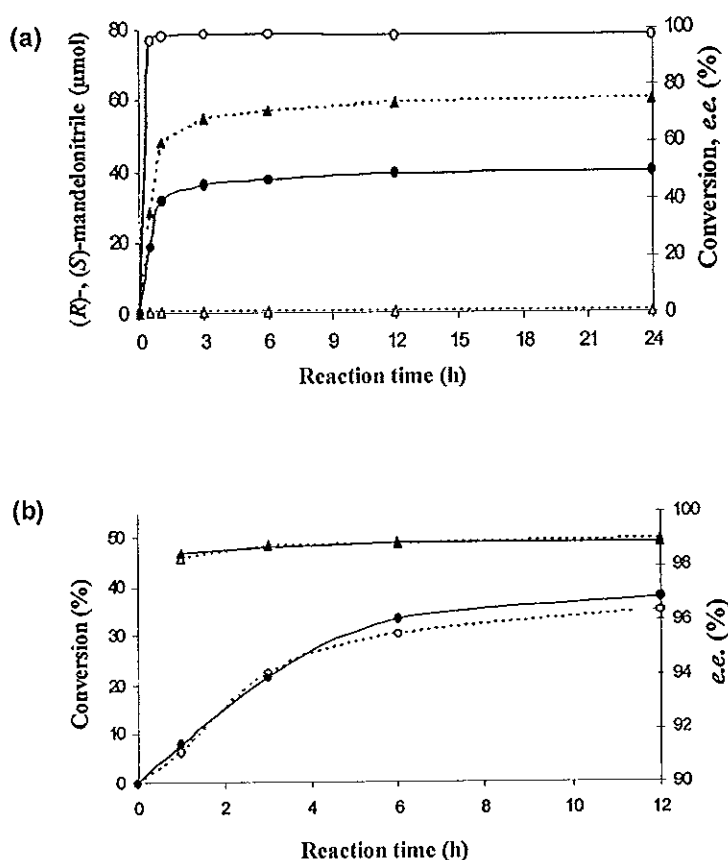 (a)
(R)-, (S)-mandelonitrile (µmol)
80
60
40
20
0
0 3 6 9 12 15 18 21 24
Reaction time (h)
100
80
60
40
20
0
Conversion, e.e. (%)
(b)
Conversion (%)
50
40
30
20
10
0
0 2 4 6 8 10 12
Reaction time (h)
100
98
96
94
92
90
e.e. (%)